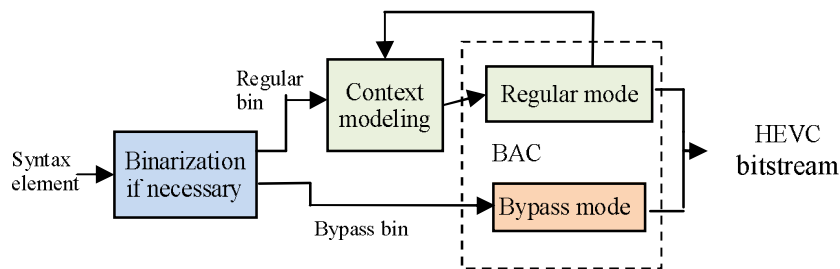 Syntax
element
Binarization
if necessary
Regular
bin
Bypass bin
Context
modeling
Regular mode
BAC
Bypass mode
HEVC
bitstream